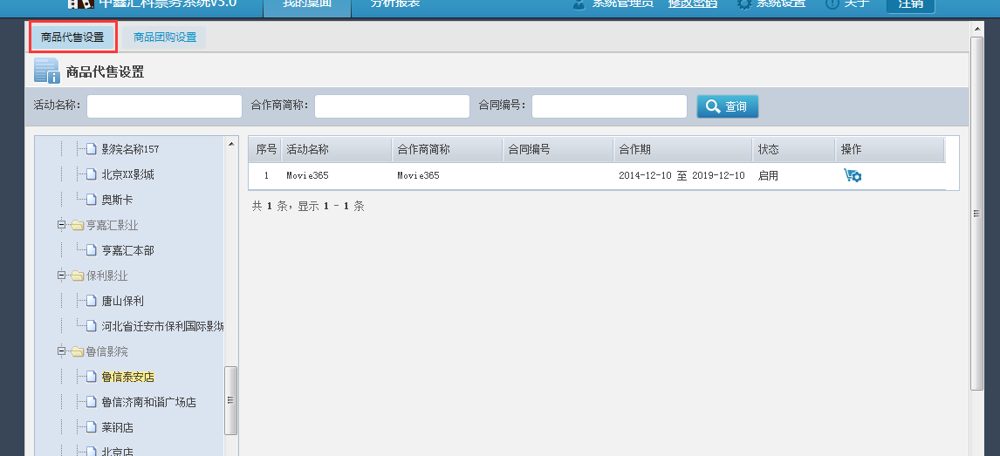 中鑫汇科票务系统V3.0 我的桌面 分析报表 系统管理员 修改密码 系统设置 关于 注销
商品代售设置 商品团购设置
商品代售设置
活动名称: 合作商简称: 合同编号: 查询
序号 活动名称 合作商简称 合同编号 合作期 状态 操作
1 Movie365 Movie365 2014-12-10 至 2019-12-10 启用
共 1 条，显示 1 - 1 条
影院名称157
北京XX影城
奥斯卡
亨嘉汇影业
亨嘉汇本部
保利影业
唐山保利
河北省迁安市保利国际影城
鲁信影院
鲁信泰安店
鲁信济南和谐广场店
莱钢店
北京店